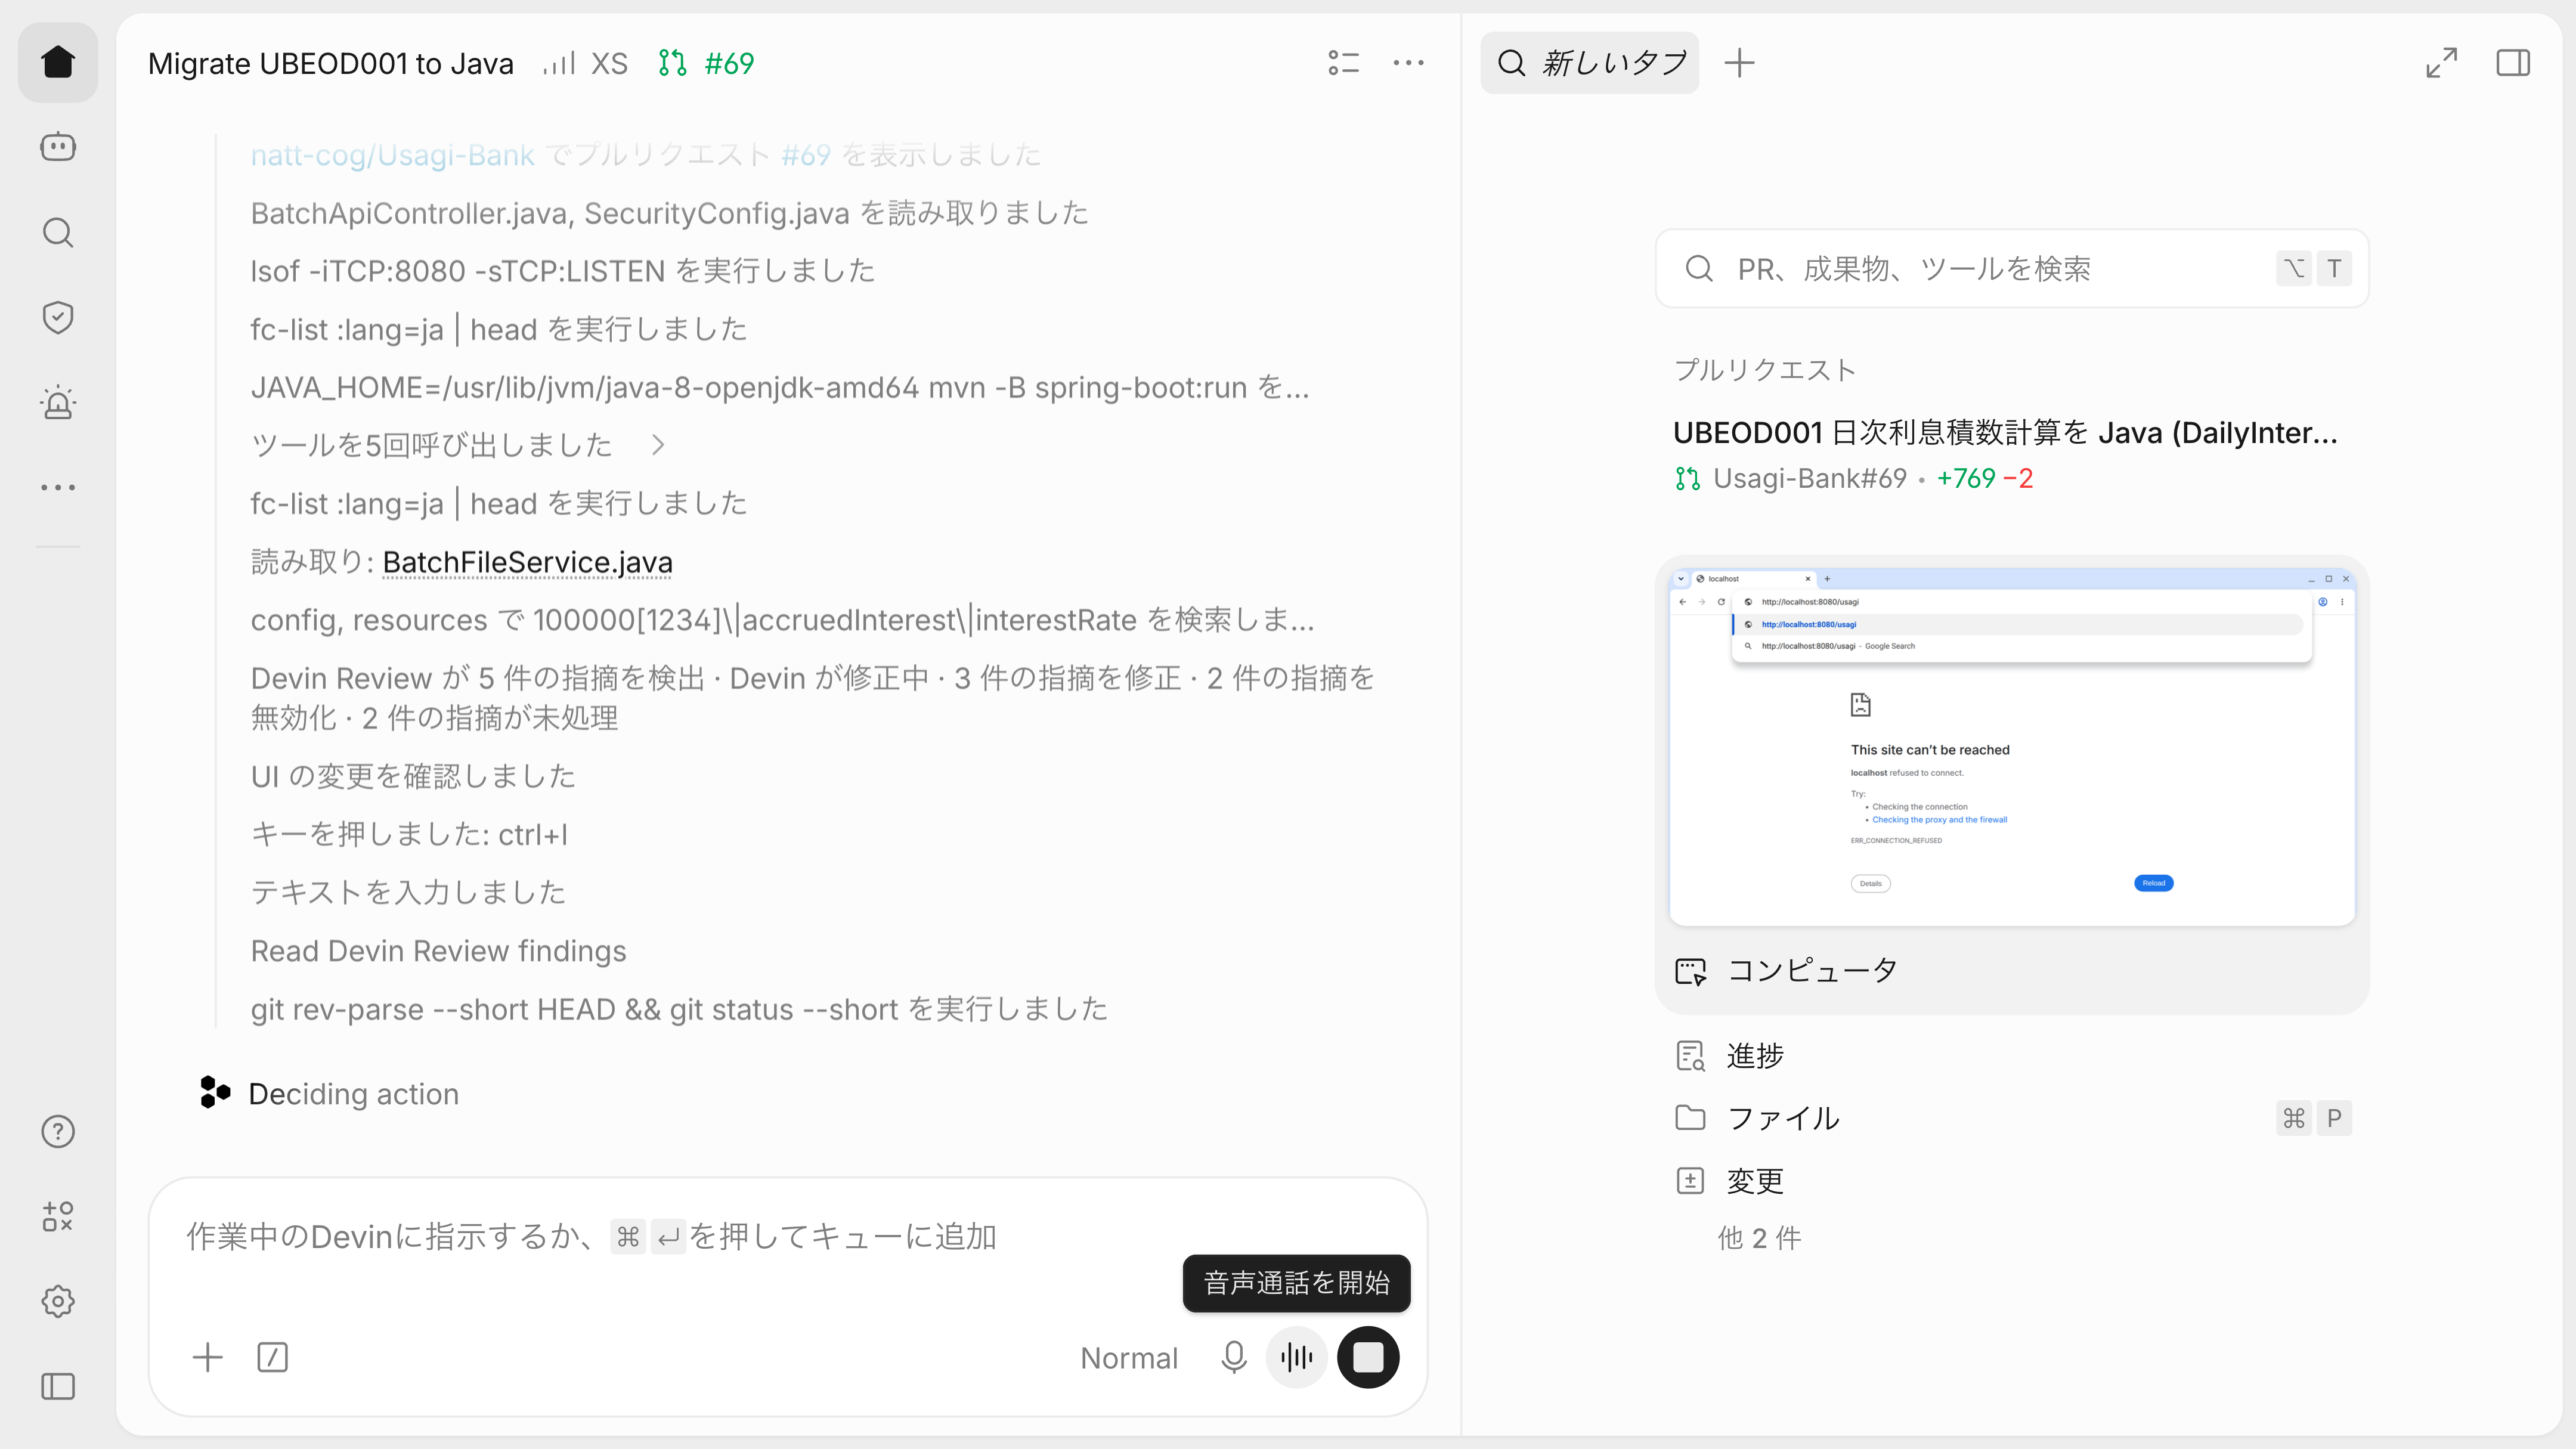 Migrate UBEOD001 to Java XS #69
natt-cog/Usagi-Bank でプルリクエスト #69 を表示しました
BatchApiController.java, SecurityConfig.java を読み取りました
lsof -iTCP:8080 -sTCP:LISTEN を実行しました
fc-list :lang=ja | head を実行しました
JAVA_HOME=/usr/lib/jvm/java-8-openjdk-amd64 mvn -B spring-boot:run を...
ツールを5回呼び出しました
fc-list :lang=ja | head を実行しました
読み取り: BatchFileService.java
config, resources で 100000[1234]\|accruedInterest\|interestRate を検索しま...
Devin Review が 5 件の指摘を検出 · Devin が修正中 · 3 件の指摘を修正 · 2 件の指摘を
無効化 · 2 件の指摘が未処理
UI の変更を確認しました
キーを押しました: ctrl+l
テキストを入力しました
Read Devin Review findings
git rev-parse --short HEAD && git status --short を実行しました
Deciding action
作業中のDevinに指示するか、⌘ ↵ を押してキューに追加
音声通話を開始
Normal
新しいタブ
PR、成果物、ツールを検索 ⌥ T
プルリクエスト
UBEOD001 日次利息積数計算を Java (DailyInter...
Usagi-Bank#69 • +769 −2
localhost
http://localhost:8080/usagi
http://localhost:8080/usagi
http://localhost:8080/usagi - Google Search
This site can't be reached
localhost refused to connect.
Try:
• Checking the connection
• Checking the proxy and the firewall
ERR_CONNECTION_REFUSED
Details Reload
コンピュータ
進捗
ファイル ⌘ P
変更
他 2 件